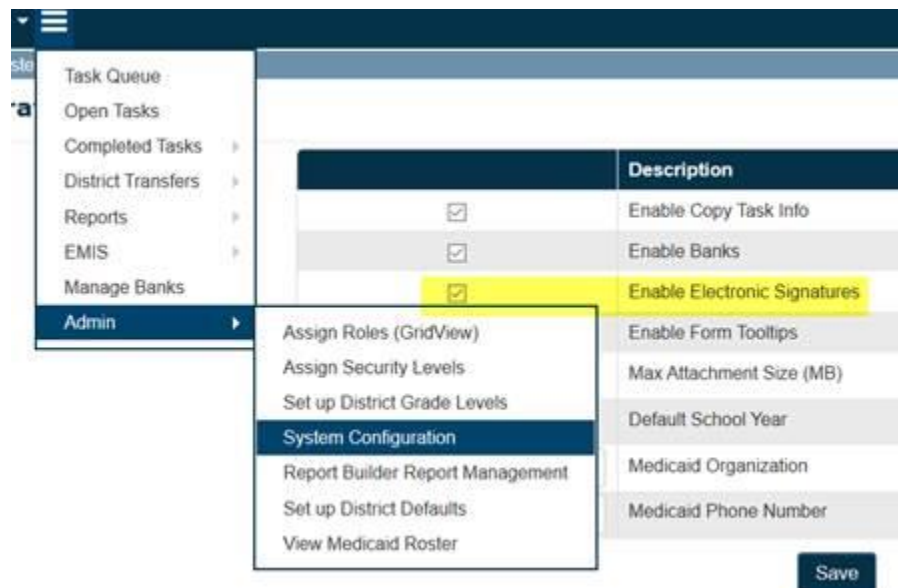 Task Queue
Open Tasks
Completed Tasks
District Transfers
Reports
EMIS
Manage Banks
Admin
Assign Roles (GridView)
Assign Security Levels
Set up District Grade Levels
System Configuration
Report Builder Report Management
Set up District Defaults
View Medicaid Roster
Description
Enable Copy Task Info
Enable Banks
Enable Electronic Signatures
Enable Form Tooltips
Max Attachment Size (MB)
Default School Year
Medicaid Organization
Medicaid Phone Number
Save